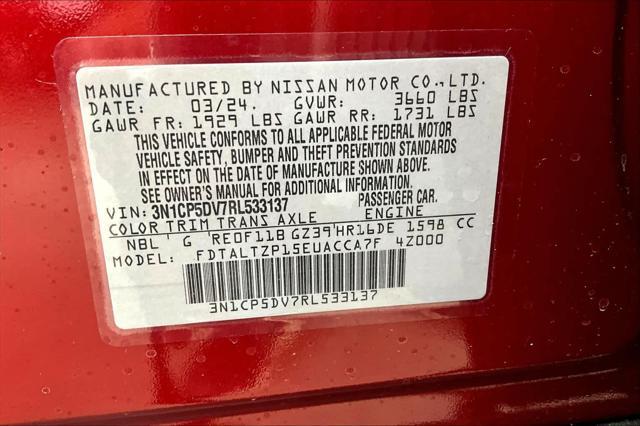 MANUFACTURED BY NISSAN MOTOR CO.,LTD.
DATE: 03/24. GVWR: 3660 LBS
GAWR FR: 1929 LBS GAWR RR: 1731 LBS
THIS VEHICLE CONFORMS TO ALL APPLICABLE FEDERAL MOTOR
VEHICLE SAFETY, BUMPER AND THEFT PREVENTION STANDARDS
IN EFFECT ON THE DATE OF MANUFACTURE SHOWN ABOVE.
SEE OWNER'S MANUAL FOR ADDITIONAL INFORMATION.
VIN: 3N1CP5DV7RL533137 PASSENGER CAR.
COLOR TRIM TRANS AXLE ENGINE
NBL G RE0F11B GZ39 HR16DE 1598 CC
MODEL: FDTALTZP15EUACCA7F 4Z000
3N1CP5DV7RL533137